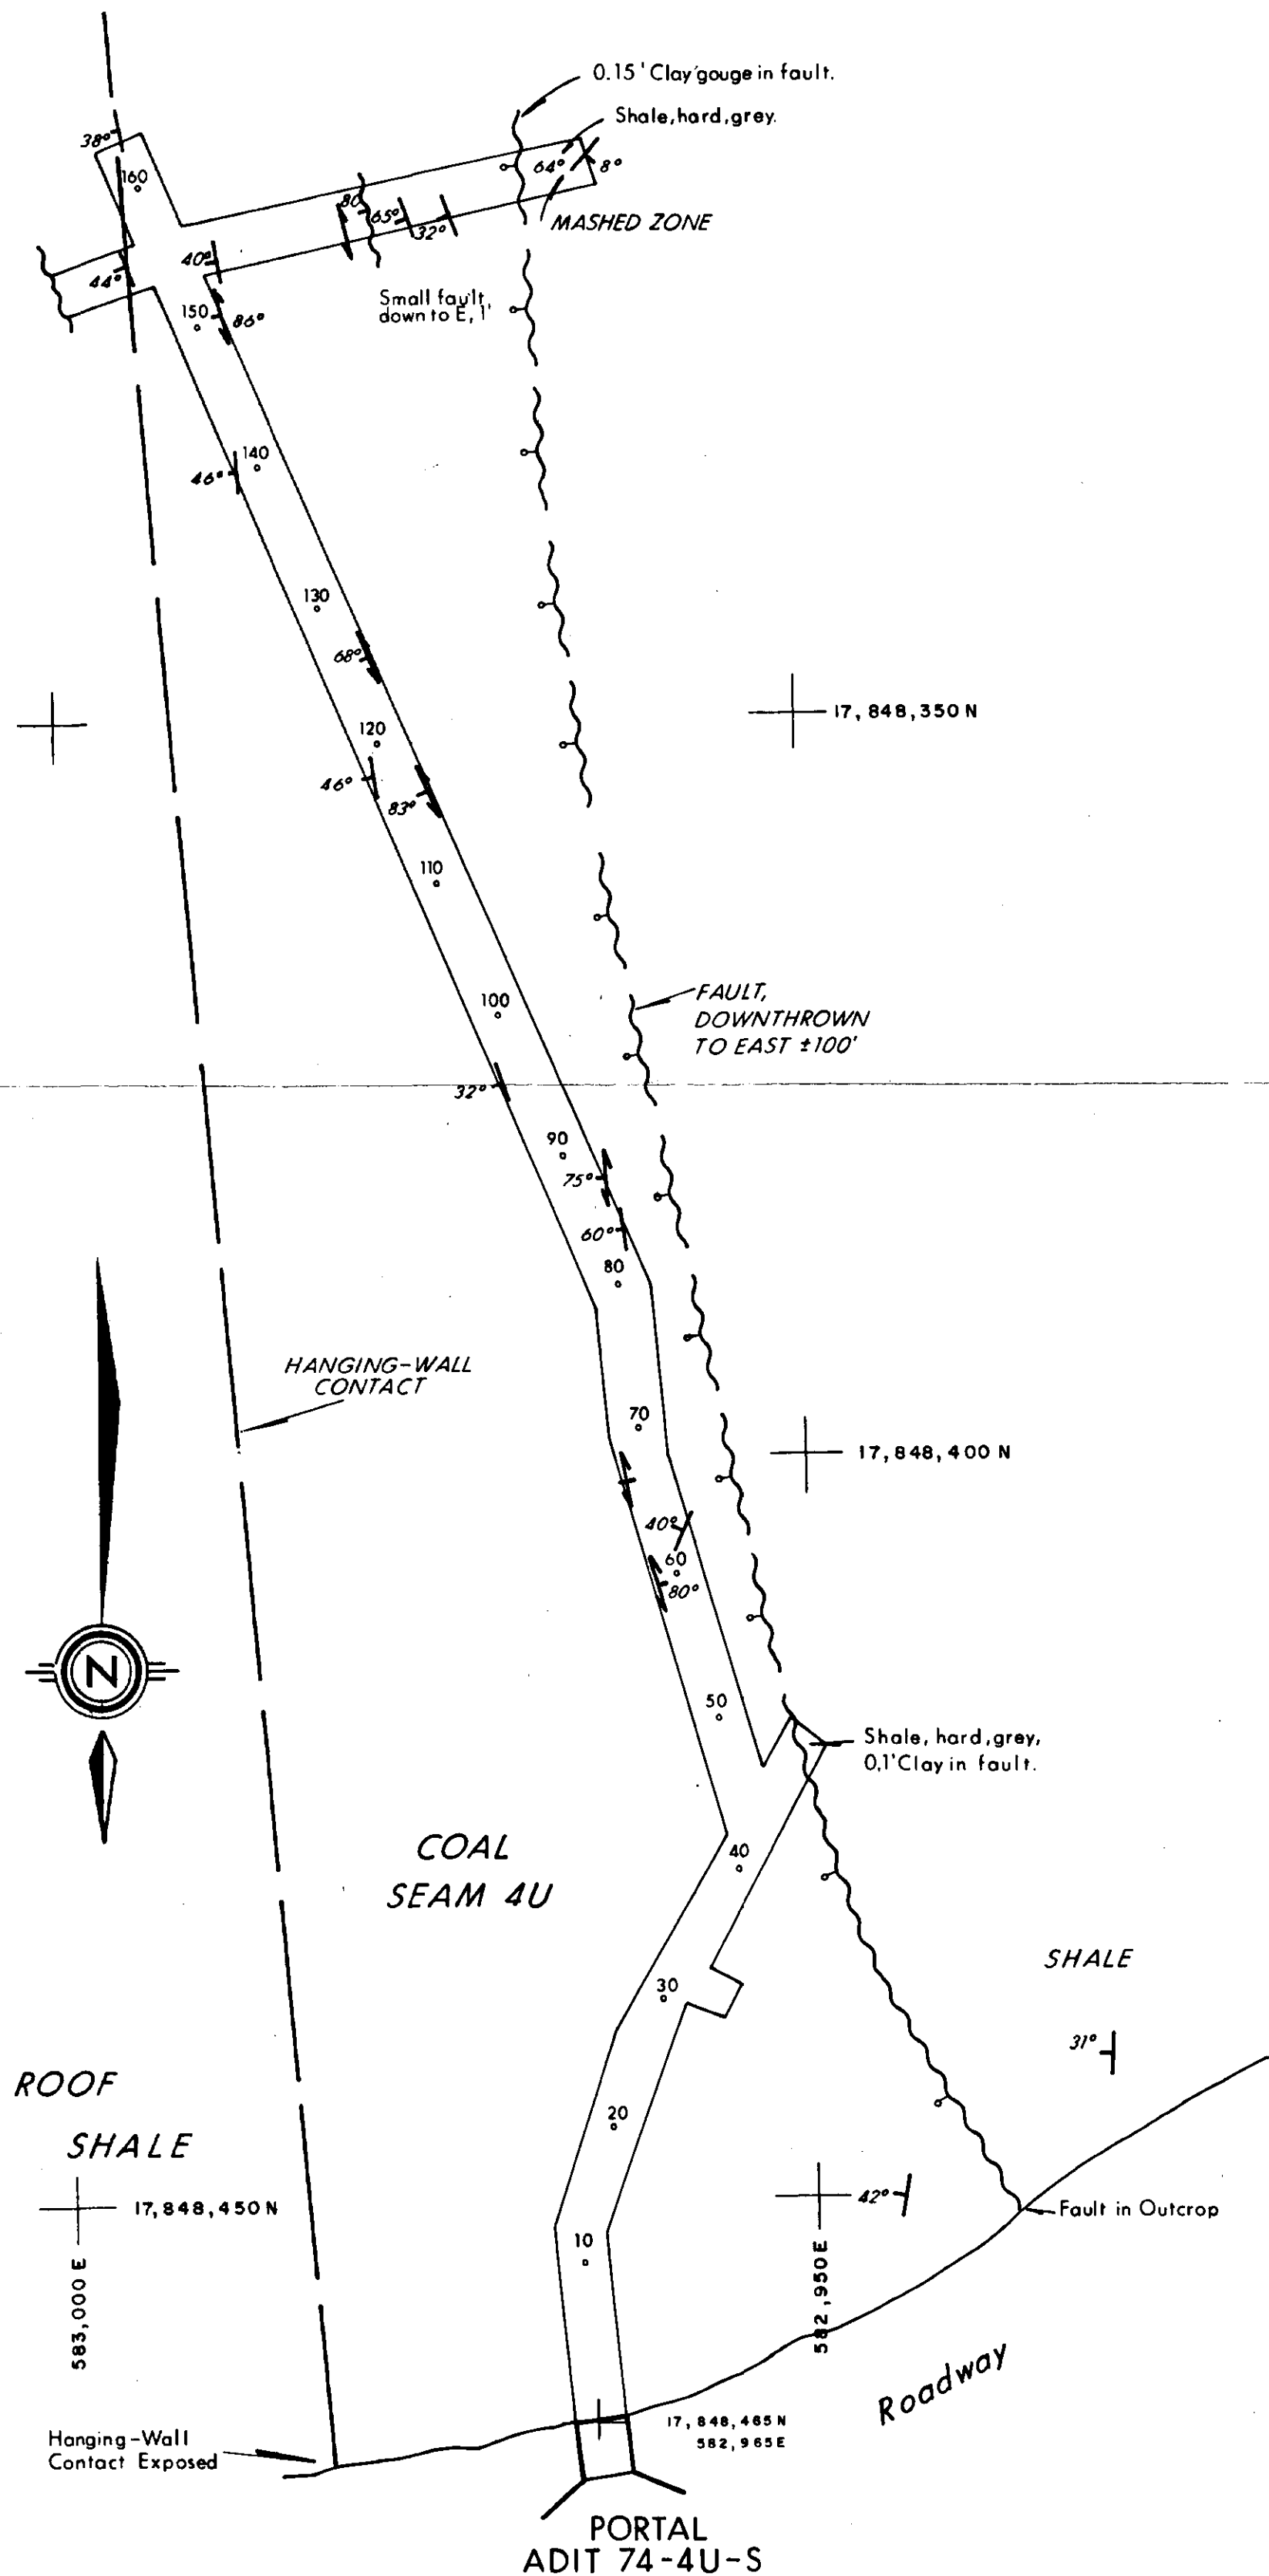 0.15' Clay gouge in fault.
Shale, hard, grey.
38°
160
64°
8°
80
65°
32°
MASHED ZONE
40°
44°
Small fault,
down to E, 1'
150
86°
140
46°
130
68°
17, 848, 350 N
120
46°
83°
110
100
FAULT,
DOWNTHROWN
TO EAST ±100'
32°
90
75°
60°
80
HANGING-WALL
CONTACT
70
17, 848, 400 N
40°
60
80°
N
50
Shale, hard, grey,
0.1' Clay in fault.
COAL
SEAM 4U
40
SHALE
30
31°
ROOF
SHALE
20
17, 848, 450 N
42°
Fault in Outcrop
10
583,000 E
582,950 E
Roadway
17, 848, 465 N
582, 965 E
Hanging-Wall
Contact Exposed
PORTAL
ADIT 74-4U-S